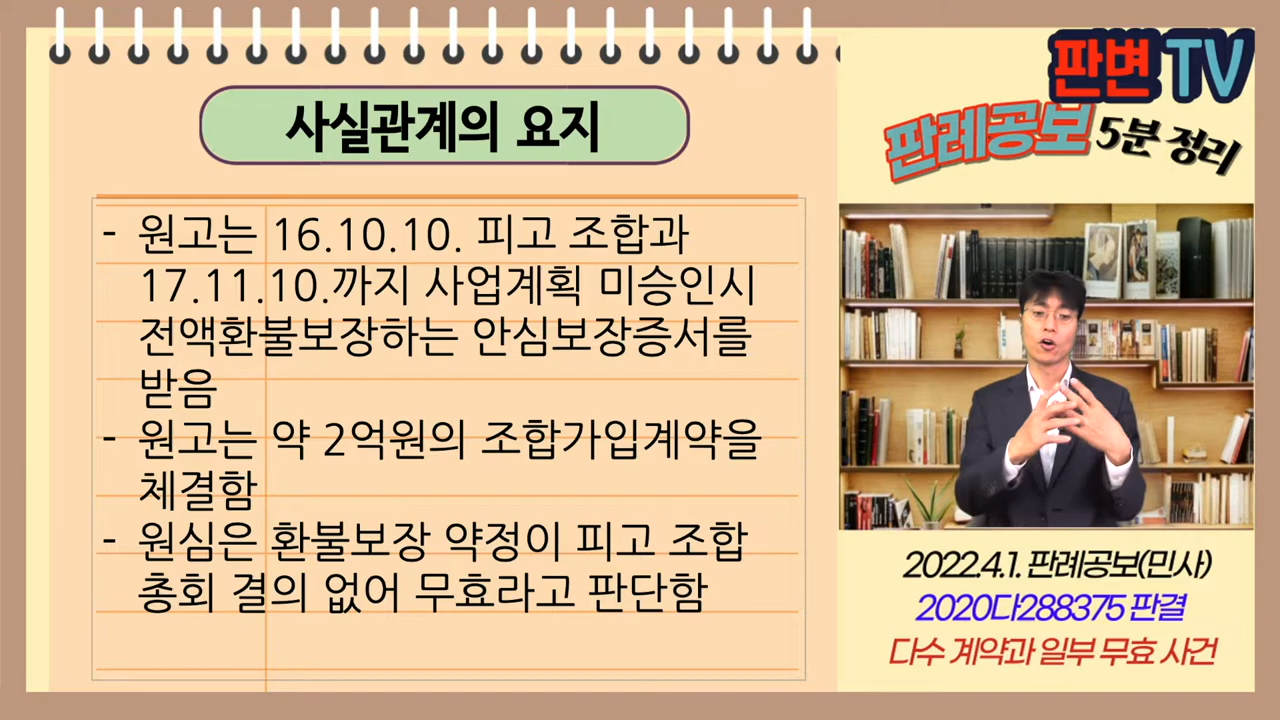 사실관계의 요지
- 원고는 16.10.10. 피고 조합과
17.11.10.까지 사업계획 미승인시
전액환불보장하는 안심보장증서를
받음
- 원고는 약 2억원의 조합가입계약을
체결함
- 원심은 환불보장 약정이 피고 조합
총회 결의 없어 무효라고 판단함
판변 TV
판례공보 5분 정리
2022.4.1. 판례공보(민사)
2020다288375 판결
다수 계약과 일부 무효 사건